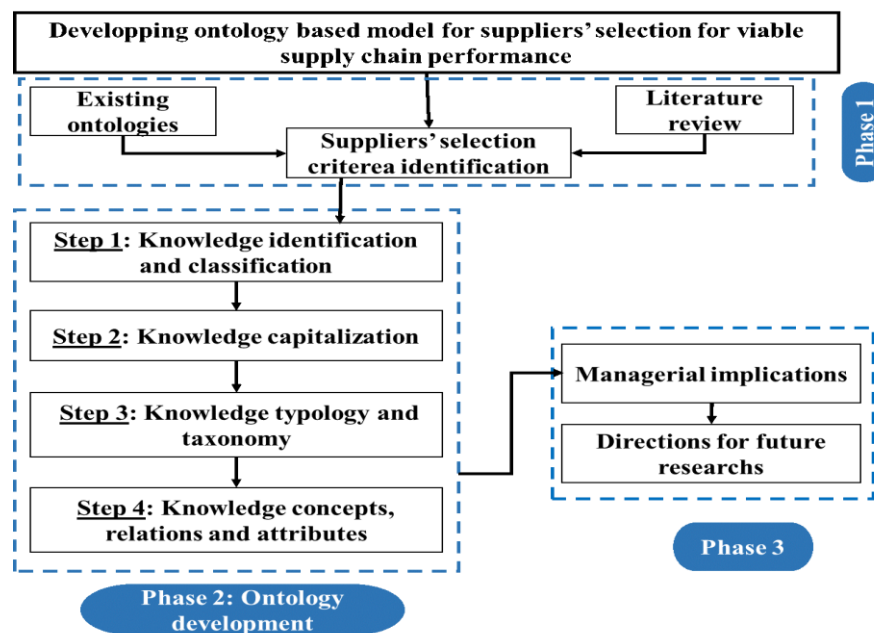 Developping ontology based model for suppliers’ selection for viable
supply chain performance
Existing
ontologies
Literature
review
Suppliers’ selection
criterea identification
Phase 1
Step 1: Knowledge identification
and classification
Step 2: Knowledge capitalization
Step 3: Knowledge typology and
taxonomy
Step 4: Knowledge concepts,
relations and attributes
Phase 2: Ontology
development
Managerial implications
Directions for future
researchs
Phase 3